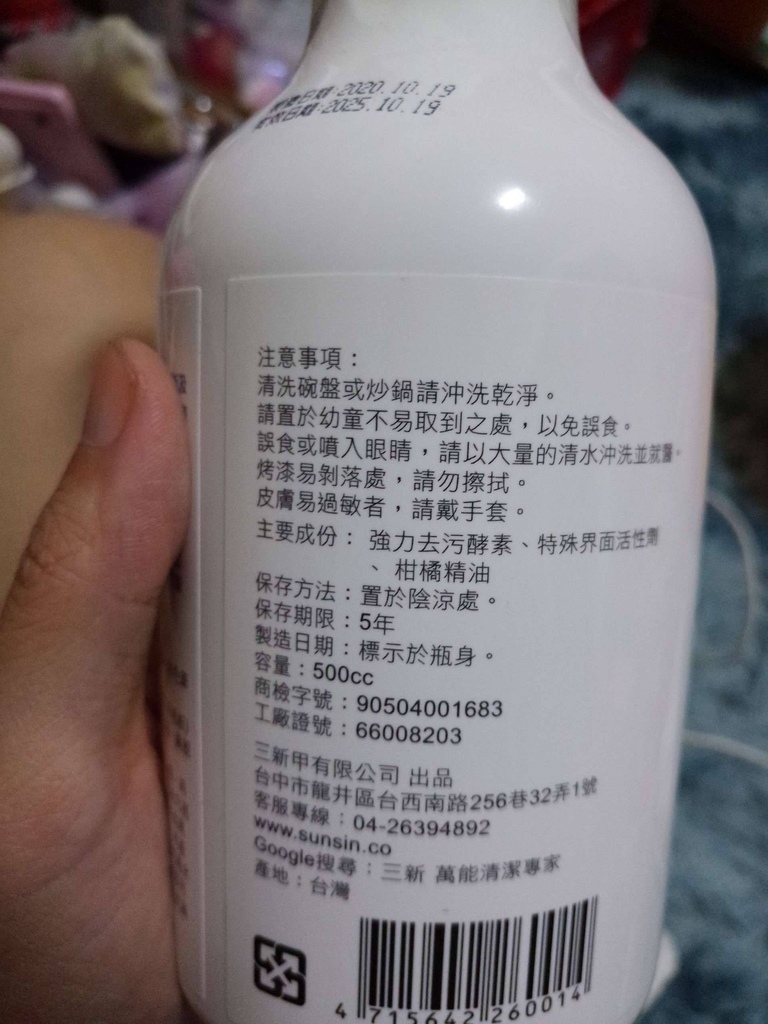 製造日期:2020.10.19
有效日期:2025.10.19
注意事項：
清洗碗盤或炒鍋請沖洗乾淨。
請置於幼童不易取到之處，以免誤食。
誤食或噴入眼睛，請以大量的清水沖洗並就醫。
烤漆易剝落處，請勿擦拭。
皮膚易過敏者，請戴手套。
主要成份：強力去污酵素、特殊界面活性劑
、柑橘精油
保存方法：置於陰涼處。
保存期限：5年
製造日期：標示於瓶身。
容量：500cc
商檢字號：90504001683
工廠證號：66008203
三新甲有限公司 出品
台中市龍井區台西南路256巷32弄1號
客服專線：04-26394892
www.sunsin.co
Google搜尋：三新 萬能清潔專家
產地：台灣
4 715642 260014